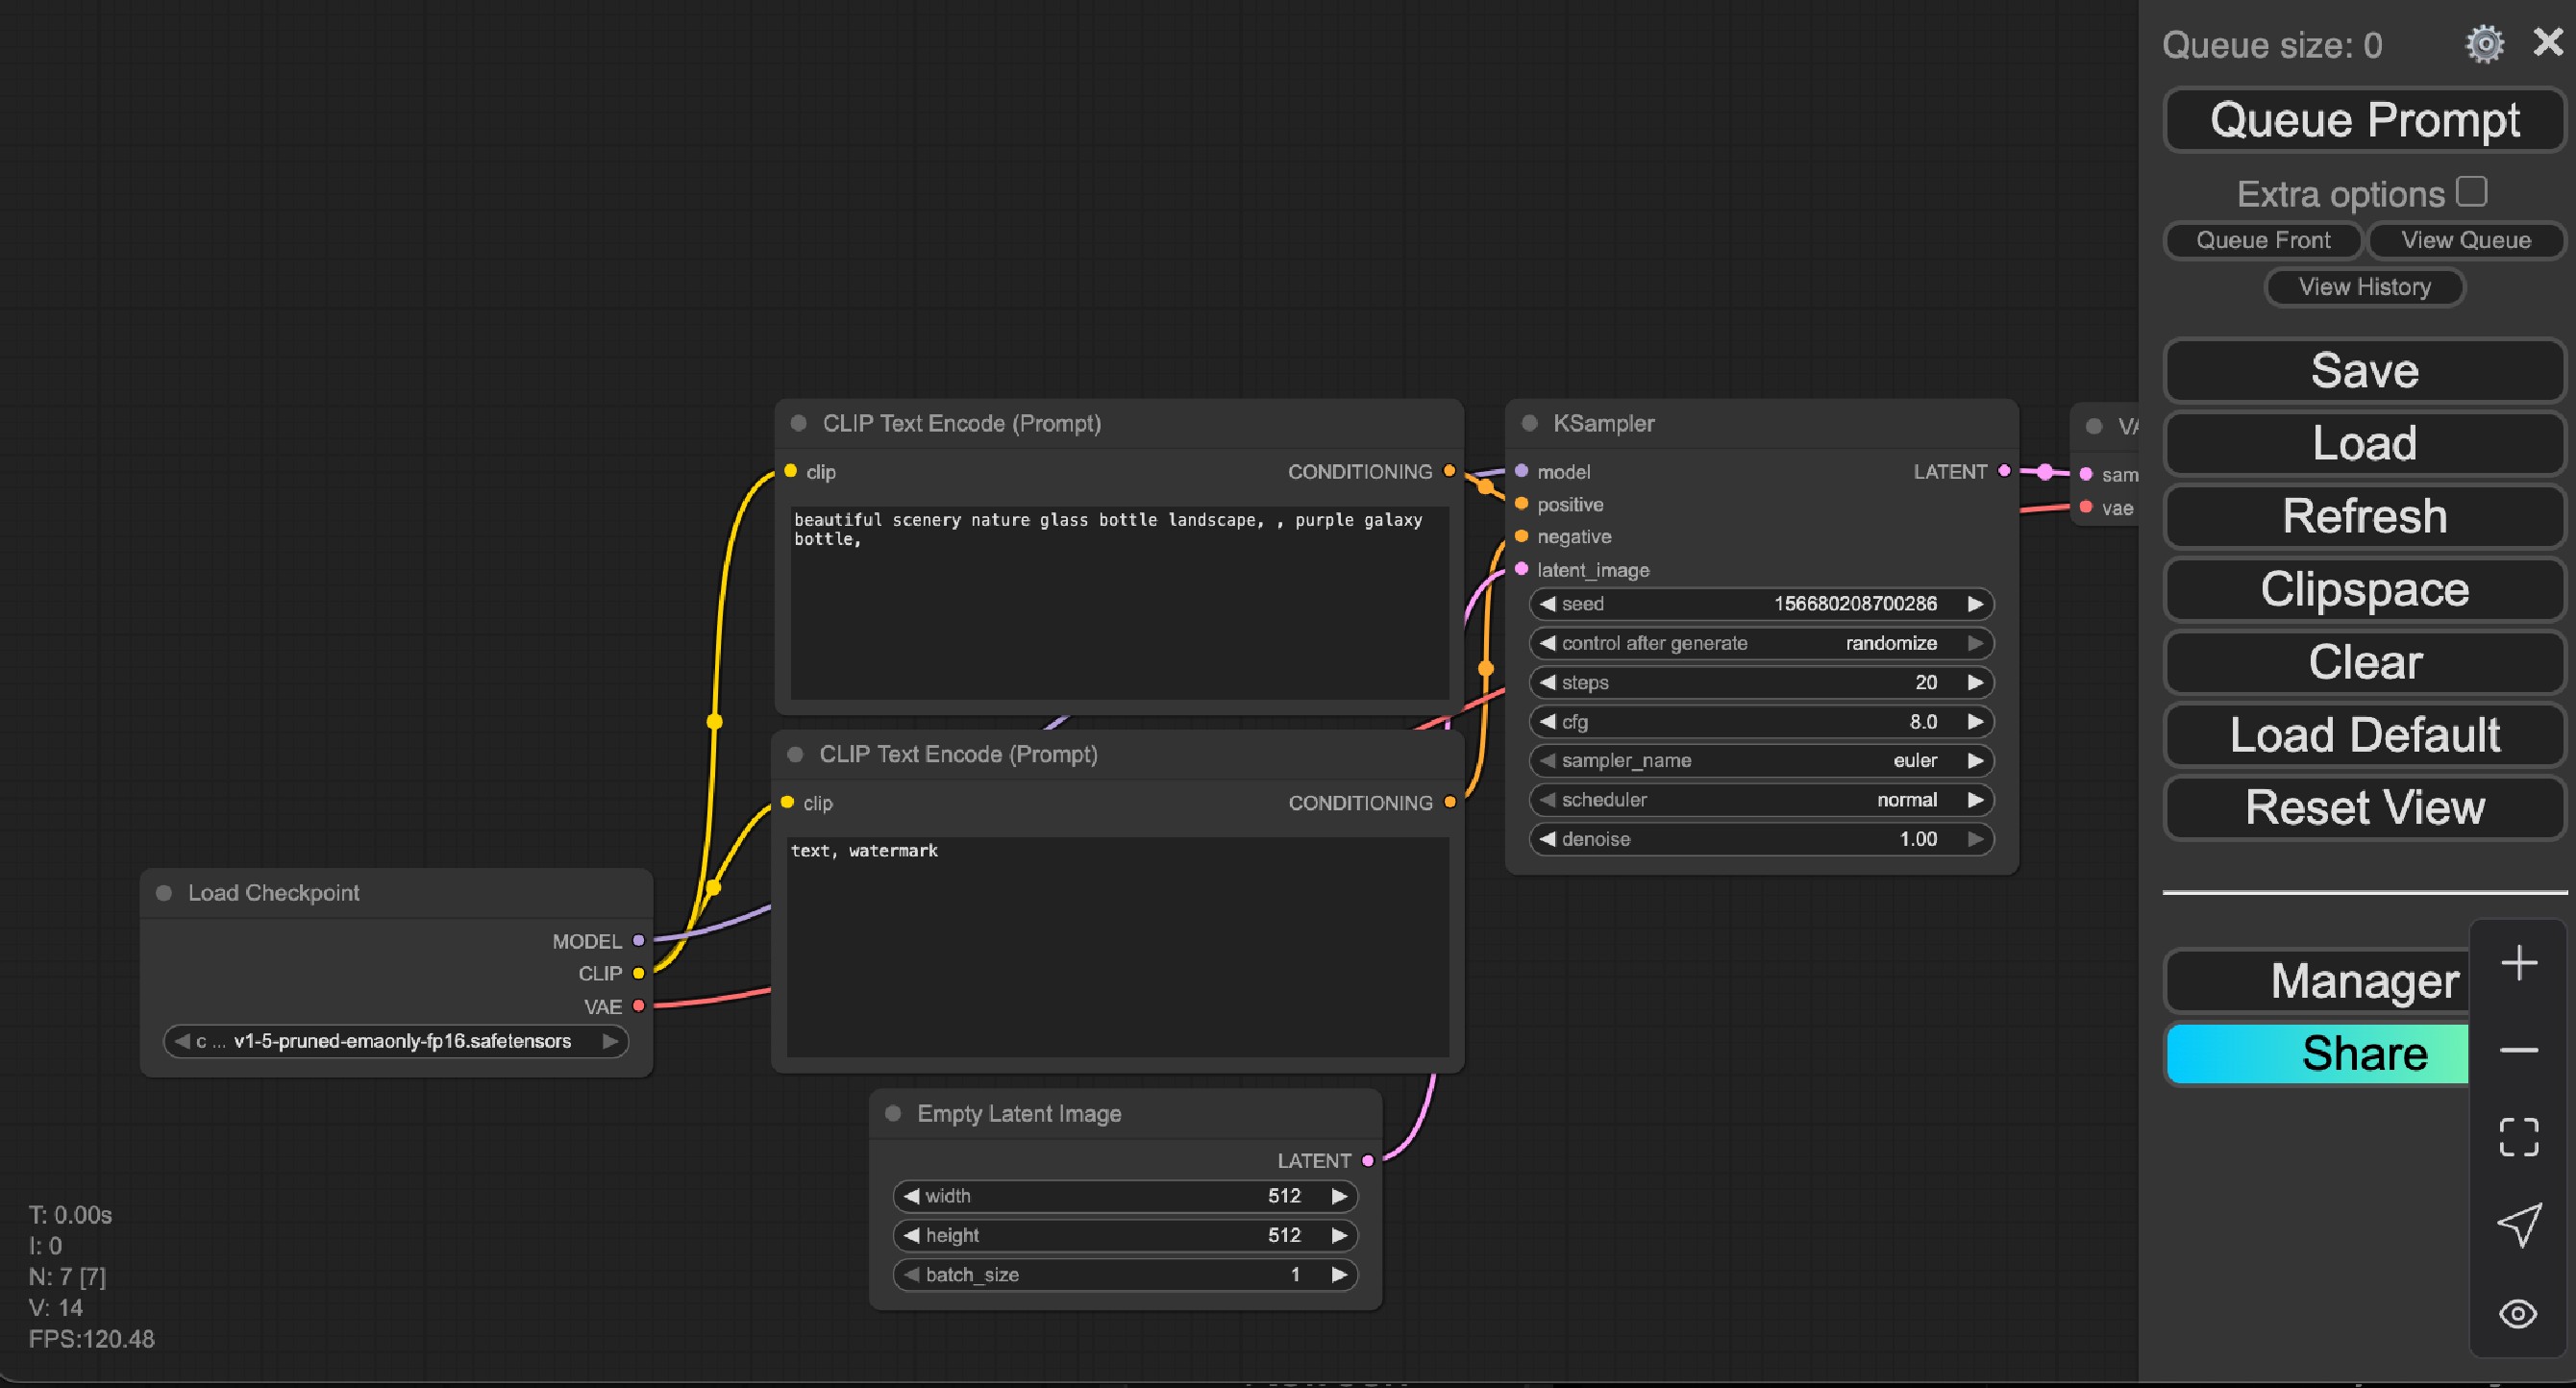 CLIP Text Encode (Prompt)
clip
CONDITIONING
beautiful scenery nature glass bottle landscape, , purple galaxy
bottle,
CLIP Text Encode (Prompt)
clip
CONDITIONING
text, watermark
Load Checkpoint
MODEL
CLIP
VAE
c ... v1-5-pruned-emaonly-fp16.safetensors
Empty Latent Image
LATENT
width 512
height 512
batch_size 1
KSampler
model
LATENT
positive
negative
latent_image
seed 156680208700286
control after generate randomize
steps 20
cfg 8.0
sampler_name euler
scheduler normal
denoise 1.00
VA
sam
vae
T: 0.00s
I: 0
N: 7 [7]
V: 14
FPS:120.48
Queue size: 0
Queue Prompt
Extra options
Queue Front
View Queue
View History
Save
Load
Refresh
Clipspace
Clear
Load Default
Reset View
Manager
Share